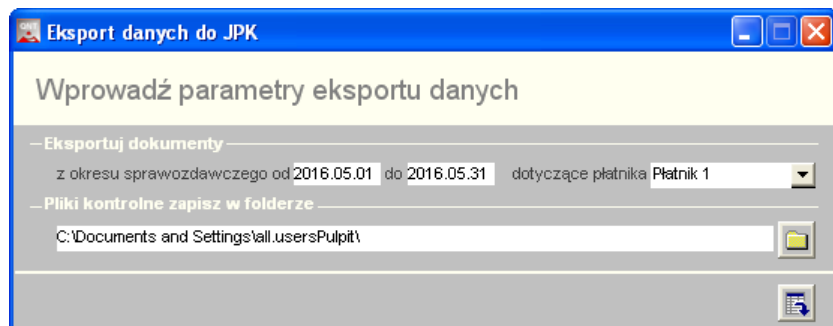 QNT Eksport danych do JPK
Wprowadź parametry eksportu danych
Eksportuj dokumenty
z okresu sprawozdawczego od 2016.05.01 do 2016.05.31 dotyczące płatnika Płatnik 1
Pliki kontrolne zapisz w folderze
C:\Documents and Settings\all.usersPulpit\